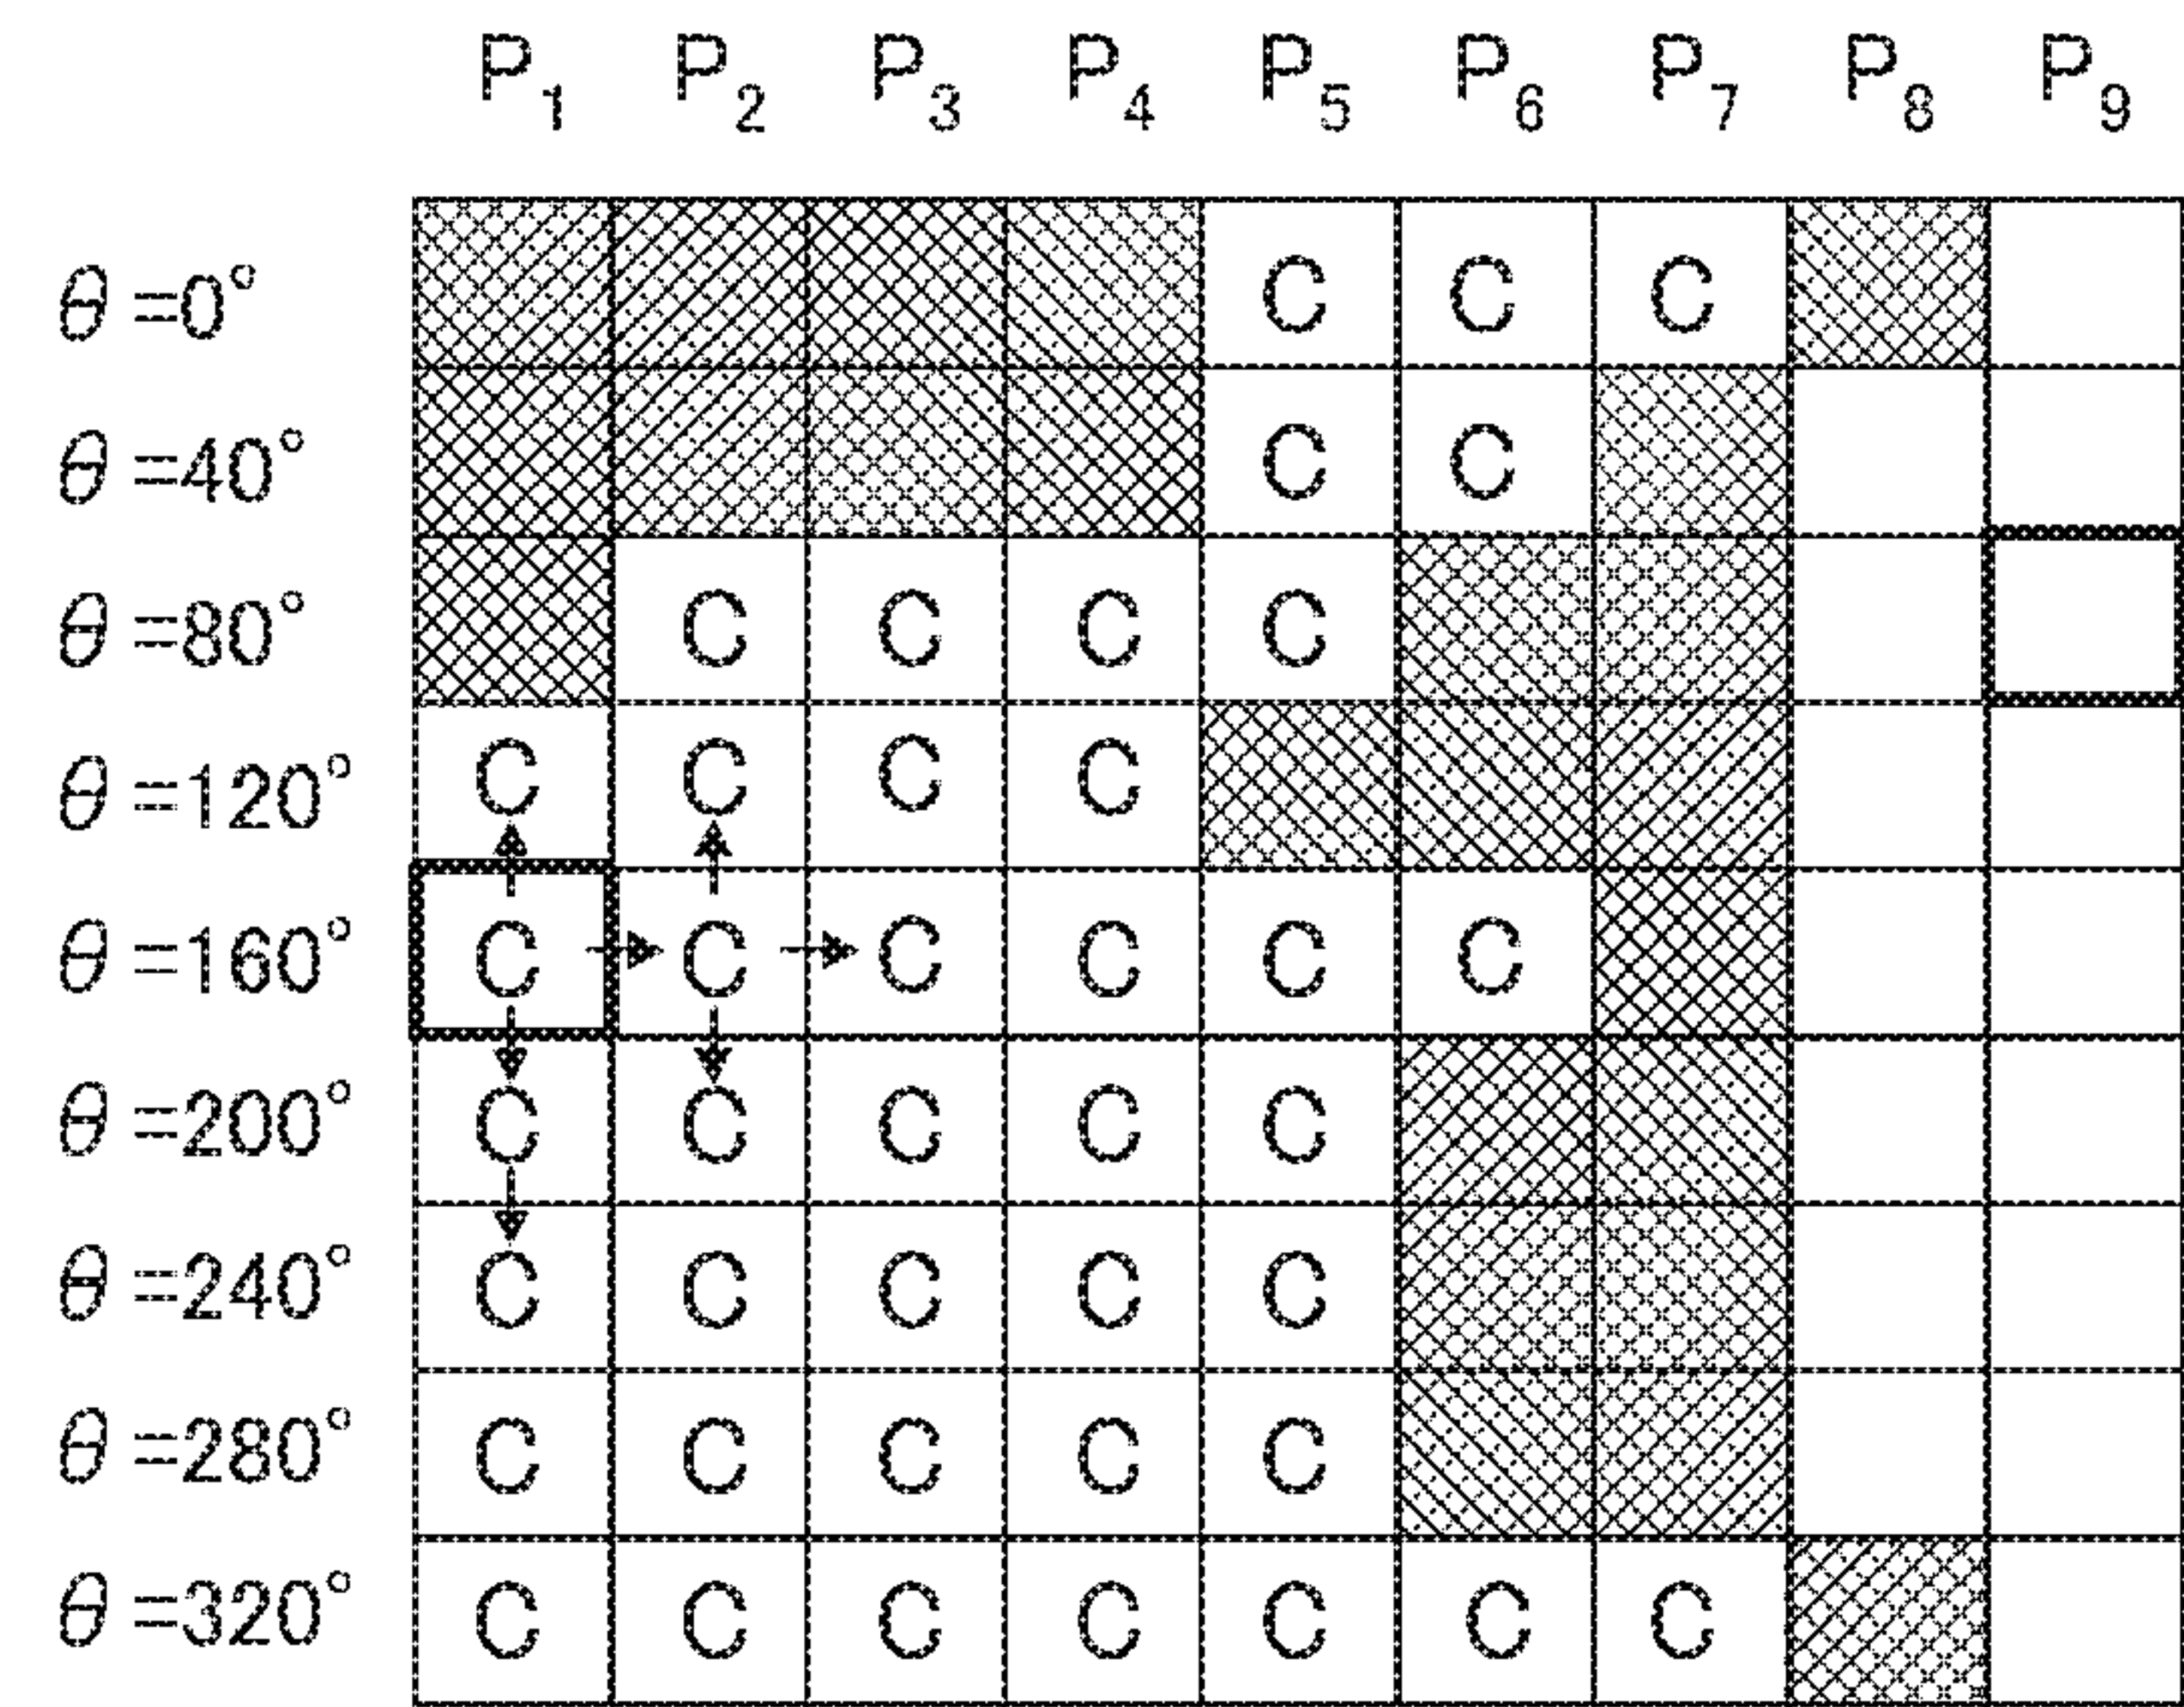 P1 P2 P3 P4 P5 P6 P7 P8 P9
θ=0° C C C
θ=40° C C
θ=80° C C C C
θ=120° C C C C
θ=160° C C C C C C
θ=200° C C C C C
θ=240° C C C C C
θ=280° C C C C C
θ=320° C C C C C C C